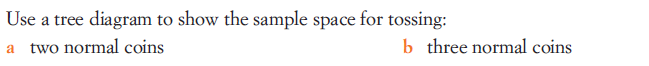 Use a tree diagram to show the sample space for tossing:
a two normal coins b three normal coins